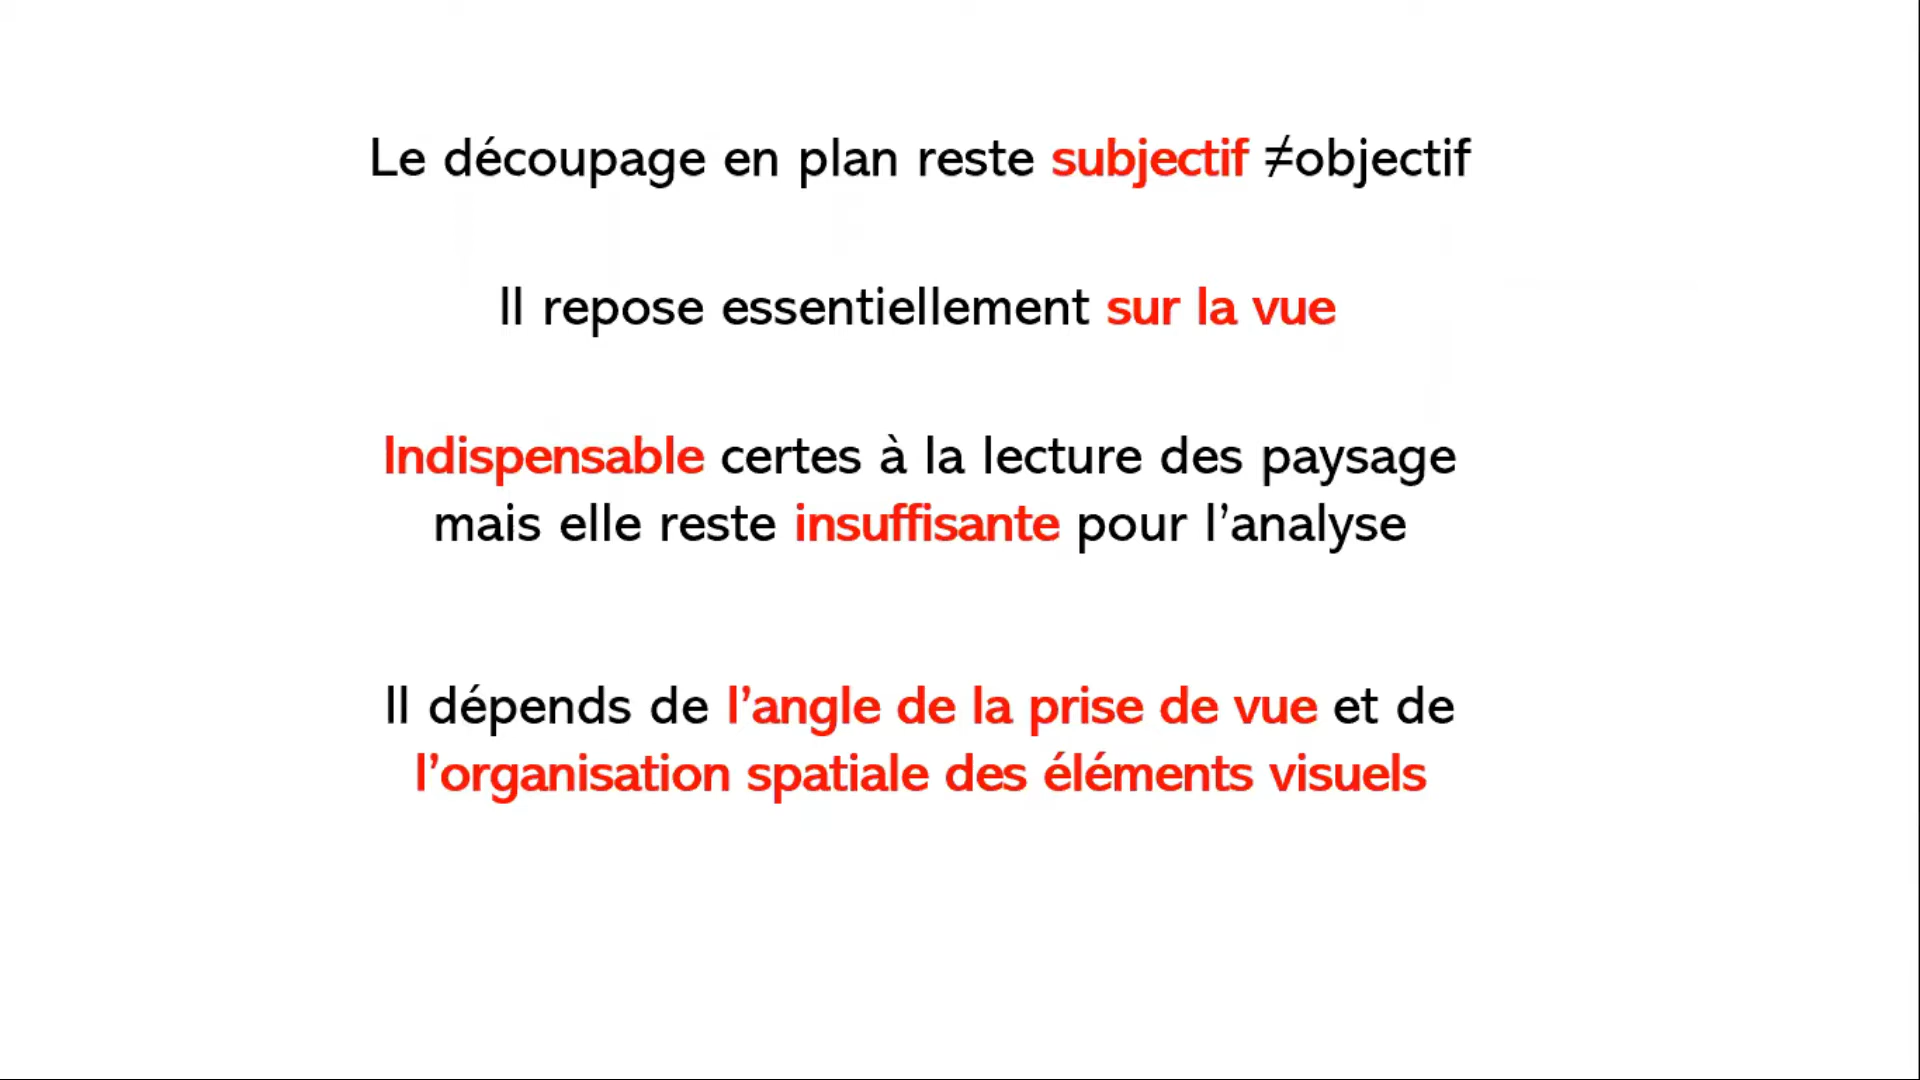 Le découpage en plan reste subjectif ≠objectif
Il repose essentiellement sur la vue
Indispensable certes à la lecture des paysage
mais elle reste insuffisante pour l’analyse
Il dépends de l’angle de la prise de vue et de
l’organisation spatiale des éléments visuels